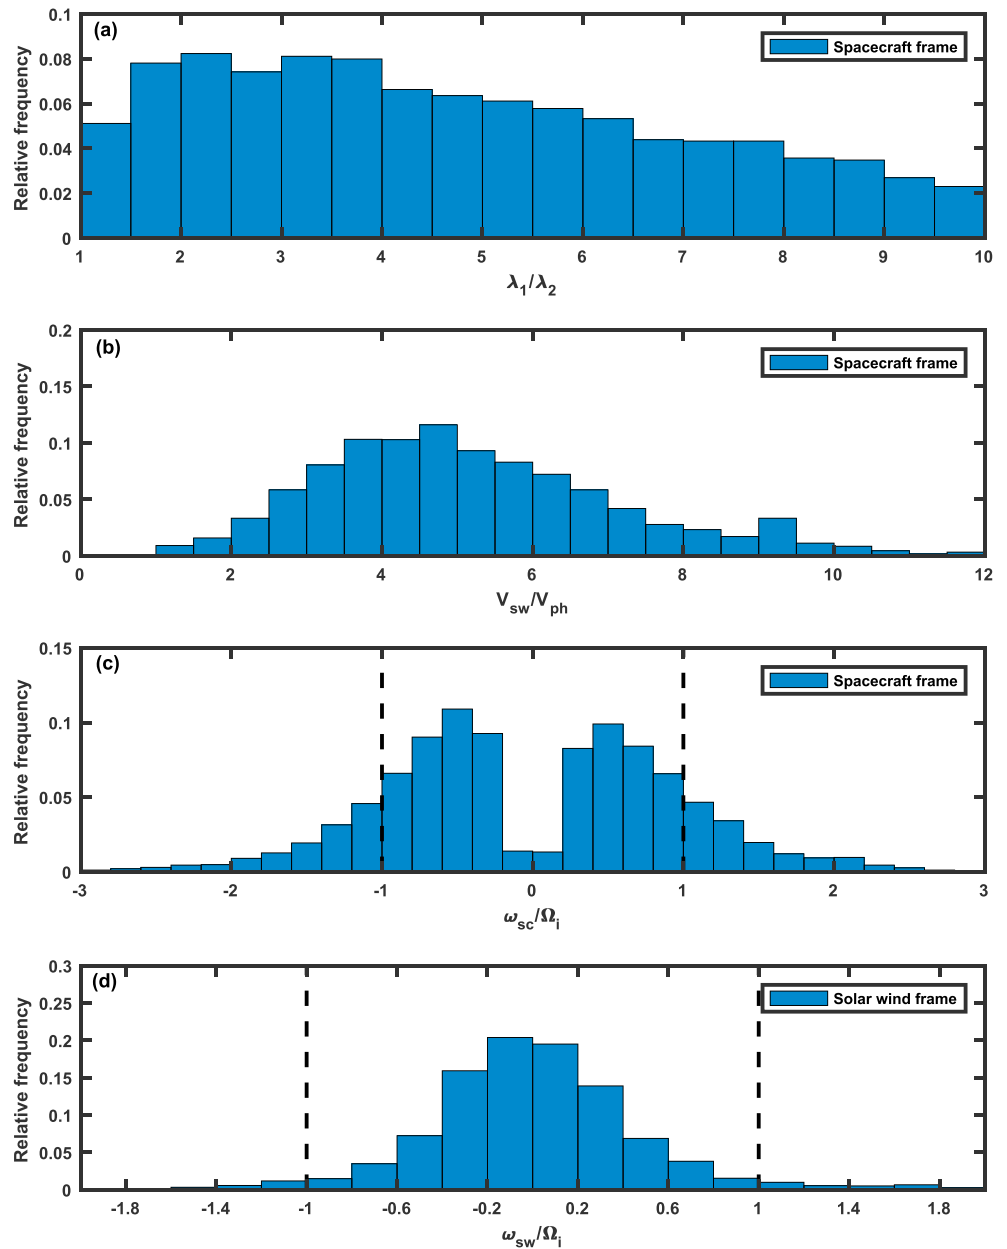 (a)
Spacecraft frame
Relative frequency
0.1
0.08
0.06
0.04
0.02
0
1 2 3 4 5 6 7 8 9 10
λ1/λ2
(b)
Spacecraft frame
Relative frequency
0.2
0.15
0.1
0.05
0
0 2 4 6 8 10 12
Vsw/Vph
(c)
Spacecraft frame
Relative frequency
0.15
0.1
0.05
0
-3 -2 -1 0 1 2 3
ωsc/Ωi
(d)
Solar wind frame
Relative frequency
0.3
0.25
0.2
0.15
0.1
0.05
0
-1.8 -1.4 -1 -0.6 -0.2 0.2 0.6 1 1.4 1.8
ωsw/Ωi